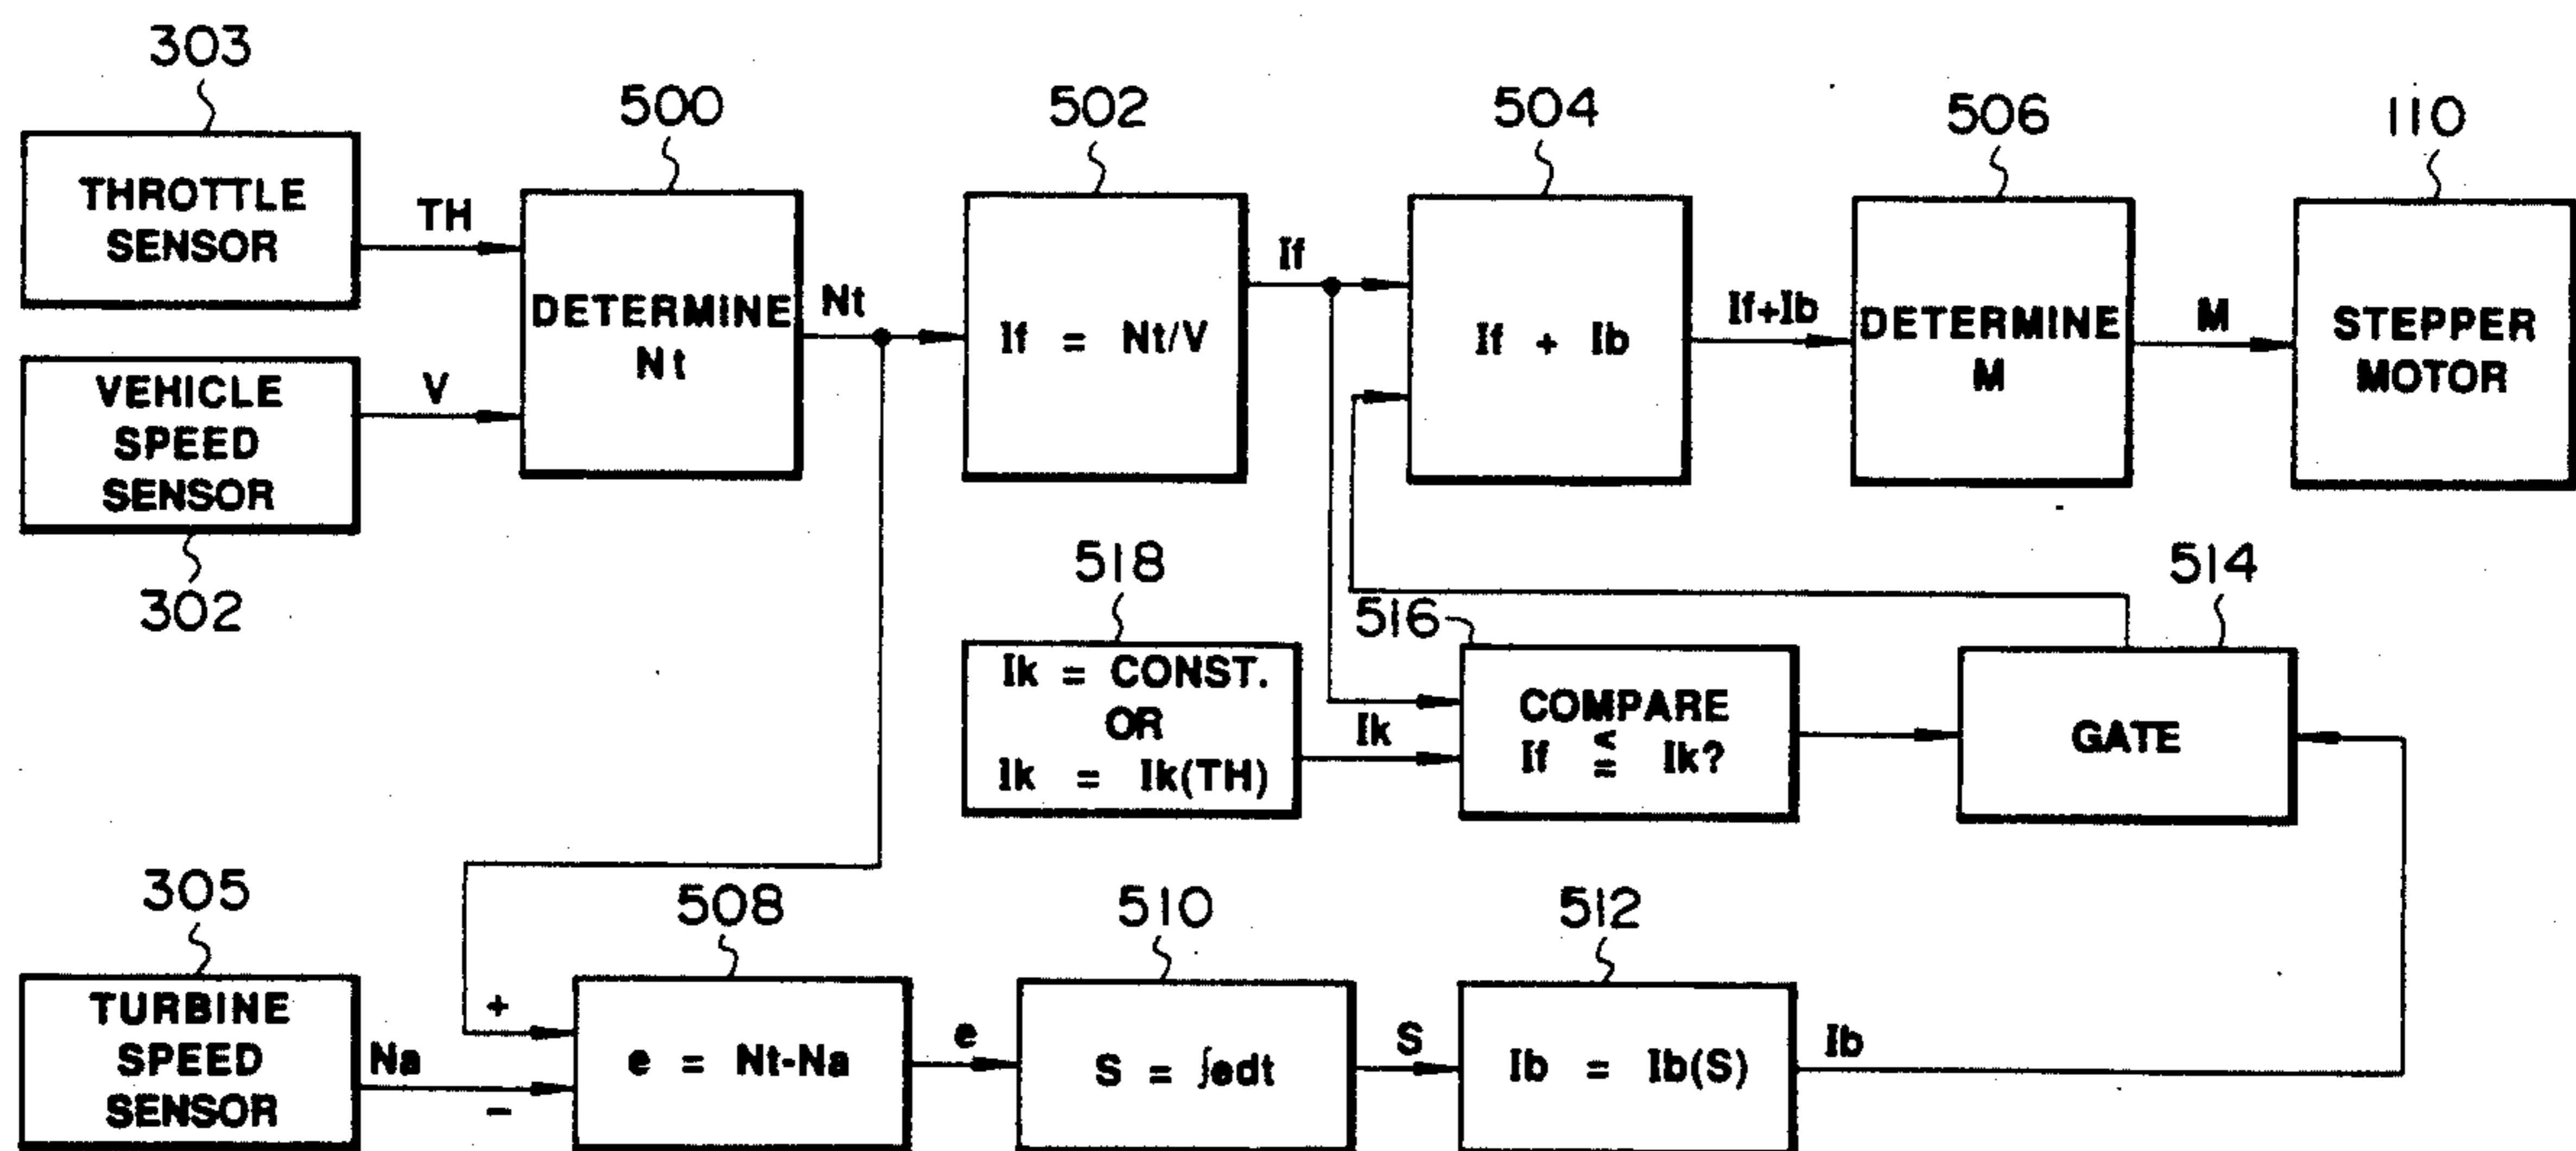 303
THROTTLE
SENSOR
TH
VEHICLE
SPEED
SENSOR
302
V
500
DETERMINE
Nt
Nt
502
If = Nt/V
If
504
If + Ib
If+Ib
506
DETERMINE
M
M
110
STEPPER
MOTOR
518
Ik = CONST.
OR
Ik = Ik(TH)
Ik
516
COMPARE
If ≦ Ik?
514
GATE
305
TURBINE
SPEED
SENSOR
Na
+
-
508
e = Nt-Na
e
510
S = ∫edt
S
512
Ib = Ib(S)
Ib